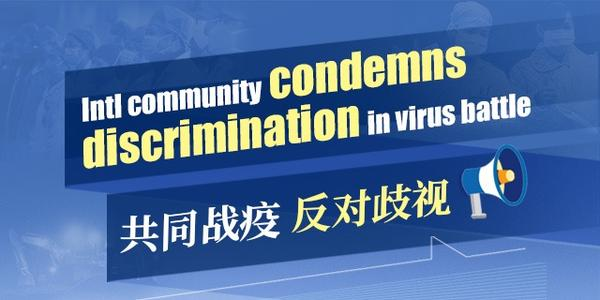 Intl community condemns
discrimination in virus battle
共同战疫 反对歧视